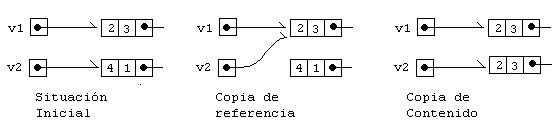 v1 2 3 2 3 v1 2 3
v2 4 1 v2 4 1 v2 2 3
Situación Copia de Copia de
Inicial referencia Contenido